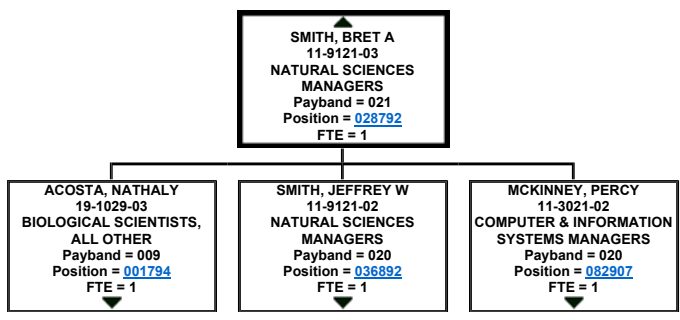 SMITH, BRET A
11-9121-03
NATURAL SCIENCES
MANAGERS
Payband = 021
Position = 028792
FTE = 1
ACOSTA, NATHALY
19-1029-03
BIOLOGICAL SCIENTISTS,
ALL OTHER
Payband = 009
Position = 001794
FTE = 1
SMITH, JEFFREY W
11-9121-02
NATURAL SCIENCES
MANAGERS
Payband = 020
Position = 036892
FTE = 1
MCKINNEY, PERCY
11-3021-02
COMPUTER & INFORMATION
SYSTEMS MANAGERS
Payband = 020
Position = 082907
FTE = 1